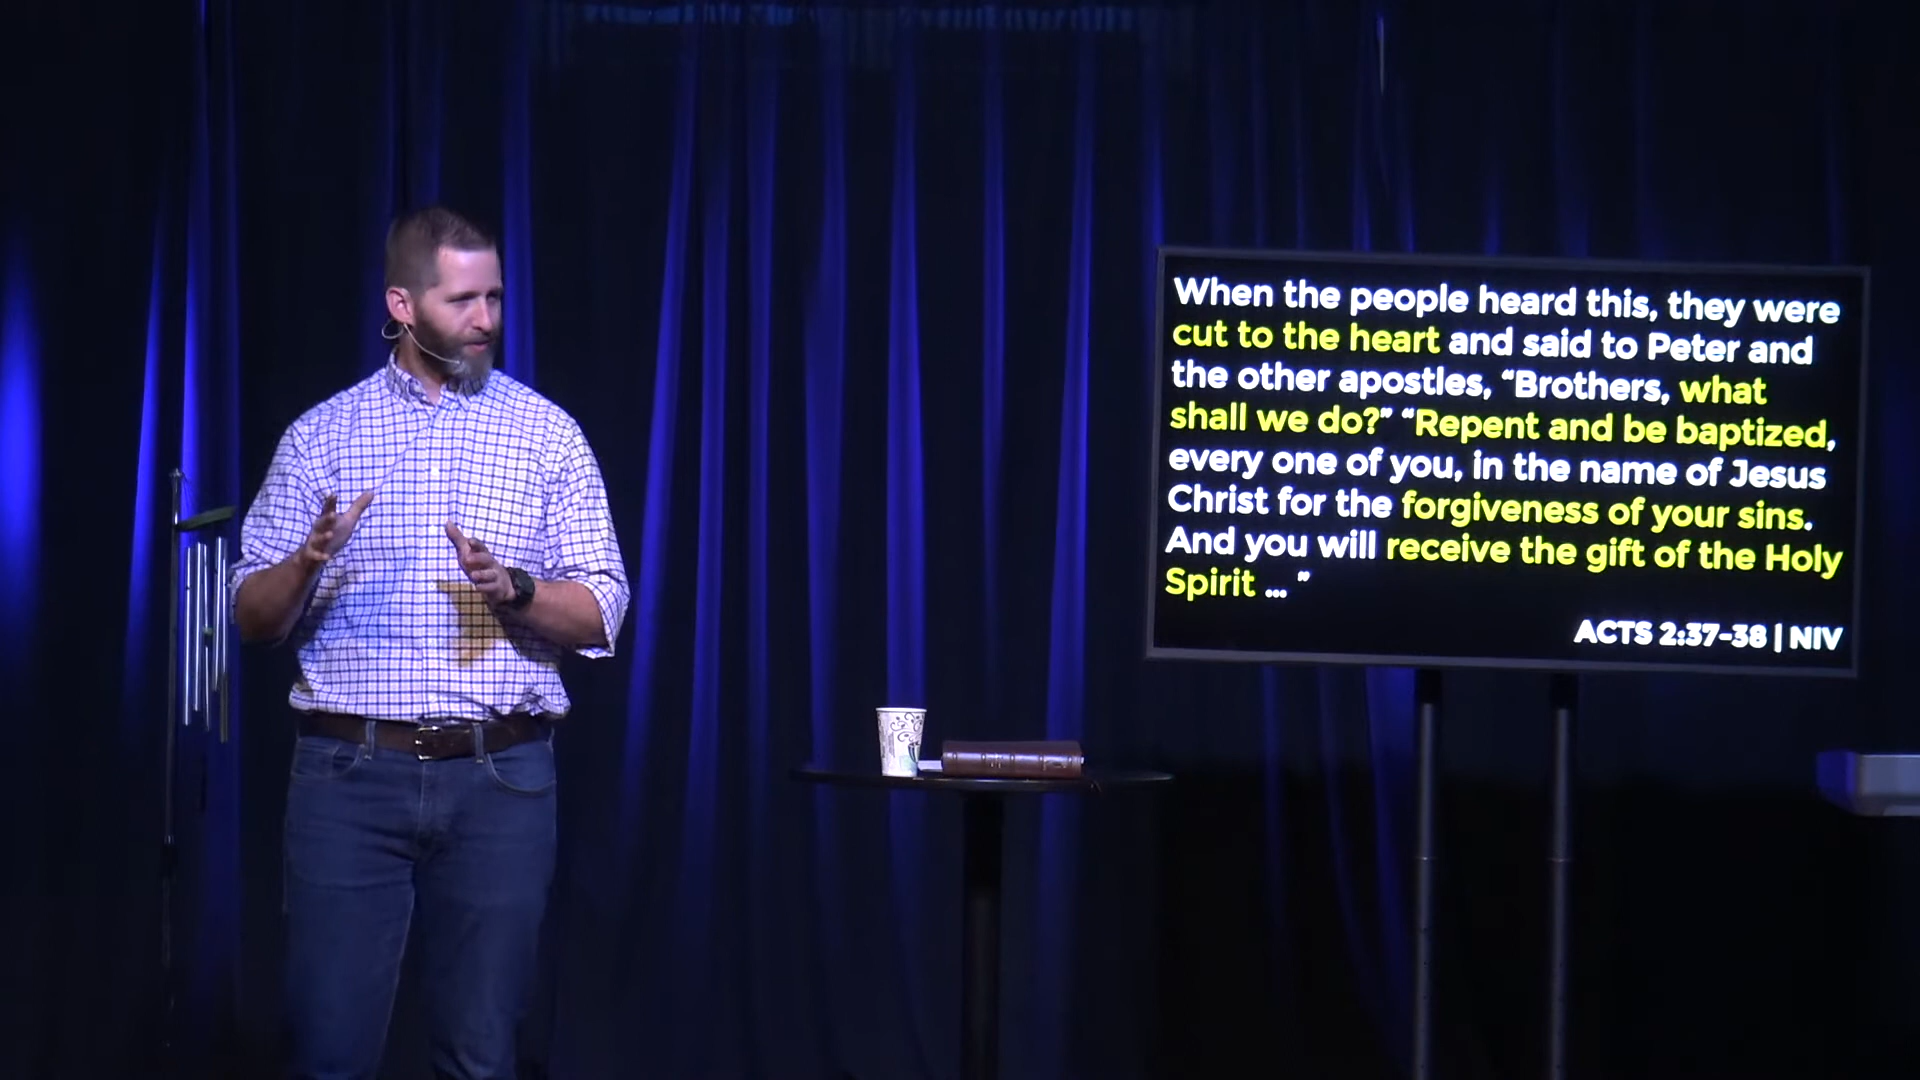 When the people heard this, they were
cut to the heart and said to Peter and
the other apostles, “Brothers, what
shall we do?” “Repent and be baptized,
every one of you, in the name of Jesus
Christ for the forgiveness of your sins.
And you will receive the gift of the Holy
Spirit ... ”
ACTS 2:37-38 | NIV